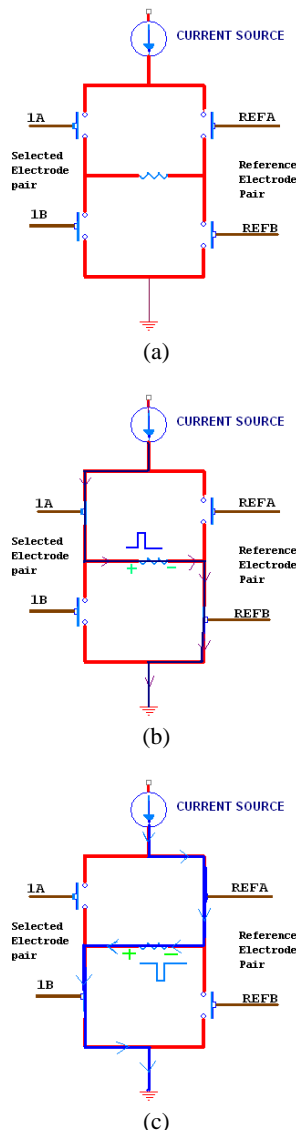 CURRENT SOURCE
1A
REFA
Selected
Electrode
pair
Reference
Electrode
Pair
1B
REFB
(a)
CURRENT SOURCE
1A
REFA
Selected
Electrode
pair
+
-
Reference
Electrode
Pair
1B
REFB
(b)
CURRENT SOURCE
1A
REFA
Selected
Electrode
pair
+
-
Reference
Electrode
Pair
1B
REFB
(c)